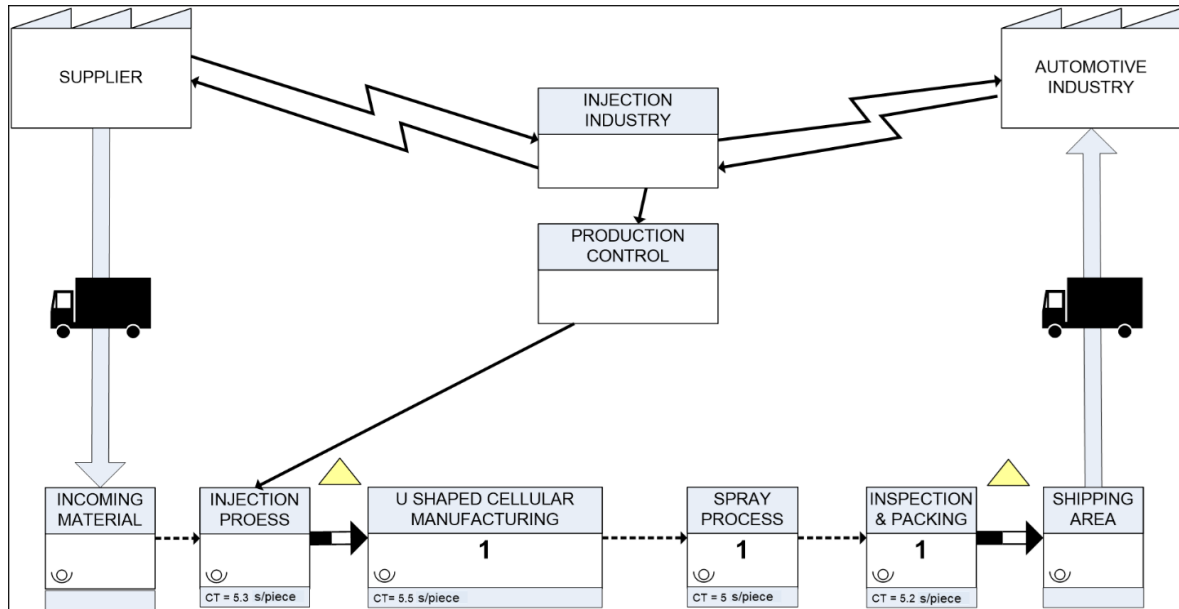 SUPPLIER
AUTOMOTIVE
INDUSTRY
INJECTION
INDUSTRY
PRODUCTION
CONTROL
INCOMING
MATERIAL
INJECTION
PROESS
CT = 5.3 s/piece
U SHAPED CELLULAR
MANUFACTURING
1
CT= 5.5 s/piece
SPRAY
PROCESS
1
CT = 5 s/piece
INSPECTION
& PACKING
1
CT = 5.2 s/piece
SHIPPING
AREA